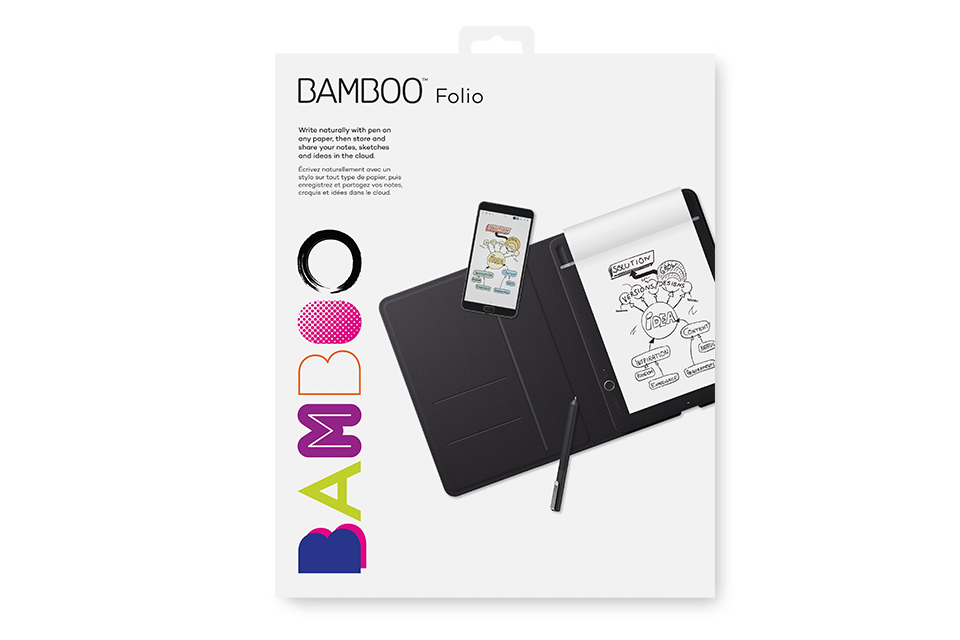 BAMBOO™ Folio
Write naturally with pen on
any paper, then store and
share your notes, sketches
and ideas in the cloud.
Écrivez naturellement avec un
stylo sur tout type de papier, puis
enregistrez et partagez vos notes,
croquis et idées dans le cloud.
BAMBOO
SOLUTION
VERSIONS
DESIGNS
IDEA
CONTENT
INSPIRATION
EXPERIENCE